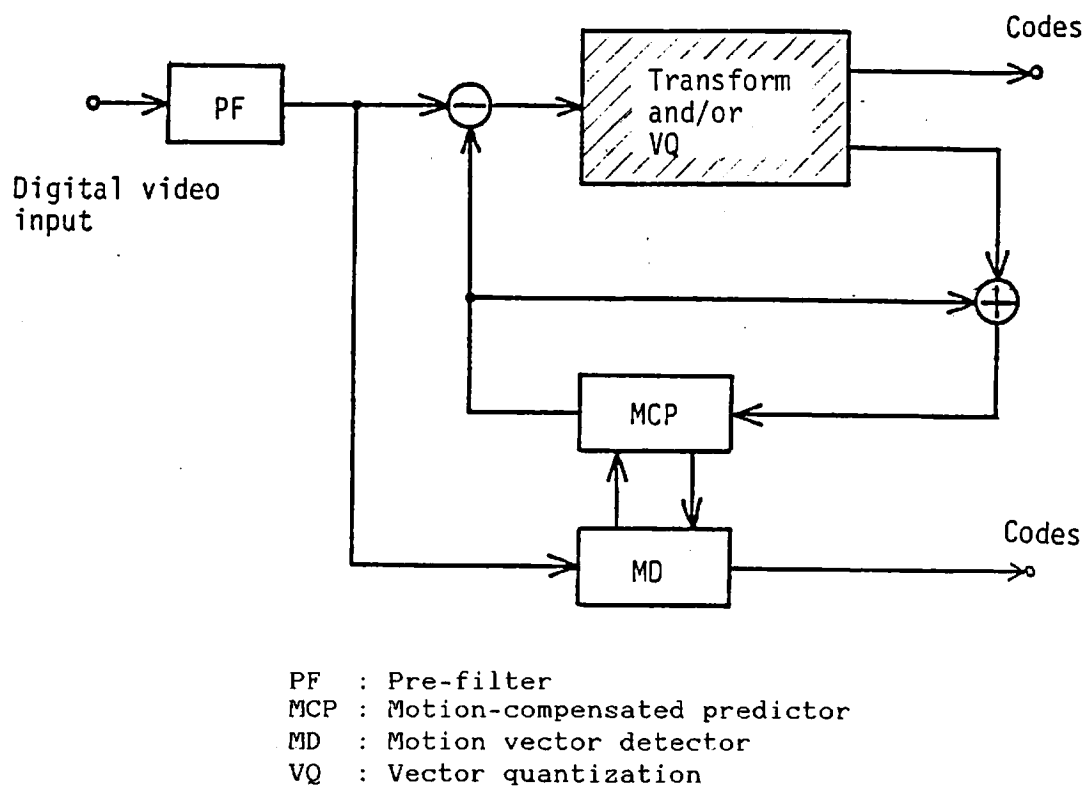 Codes
Transform
and/or
VQ
PF
Digital video
input
MCP
Codes
MD
PF : Pre-filter
MCP : Motion-compensated predictor
MD : Motion vector detector
VQ : Vector quantization